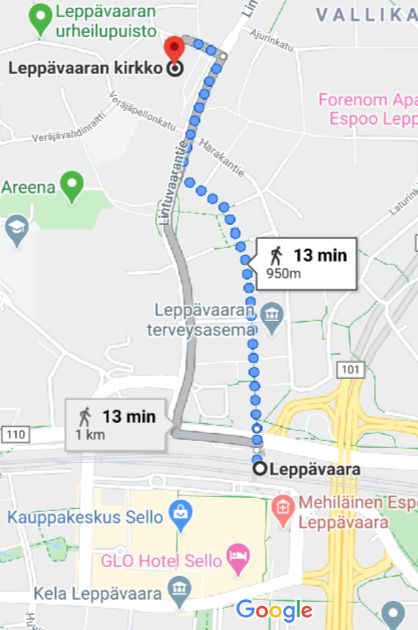 Leppävaaran
urheilupuisto
VALLIKA
Ajurinkatu
Leppävaaran kirkko
Veräjäpellonkatu
Forenom Apa
Espoo Lepp
Veräjävahdinraitti
Harakantie
Lintuvaarantie
Areena
Laturink
13 min
950m
Leppävaaran
terveysasema
101
13 min
1 km
110
Leppävaara
Mehiläinen Espo
Leppävaara
Kauppakeskus Sello
GLO Hotel Sello
Kela Leppävaara
Google